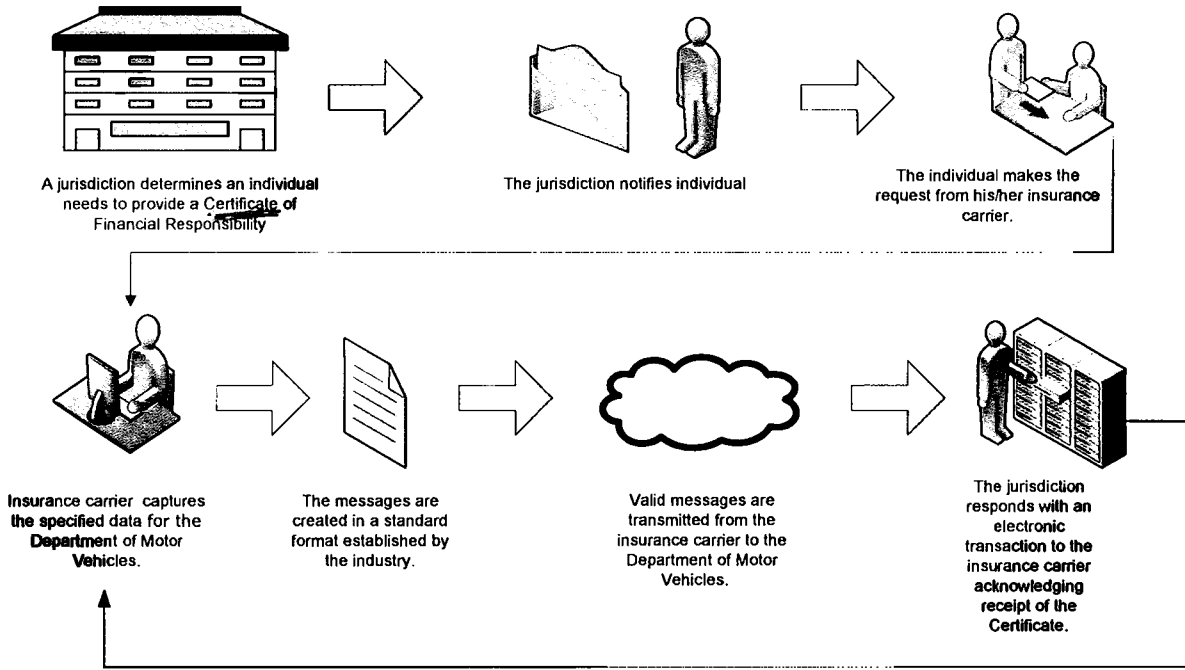 A jurisdiction determines an individual
needs to provide a Certificate of
Financial Responsibility
The jurisdiction notifies individual
The individual makes the
request from his/her insurance
carrier.
Insurance carrier captures
the specified data for the
Department of Motor
Vehicles.
The messages are
created in a standard
format established by
the industry.
Valid messages are
transmitted from the
insurance carrier to the
Department of Motor
Vehicles.
The jurisdiction
responds with an
electronic
transaction to the
insurance carrier
acknowledging
receipt of the
Certificate.